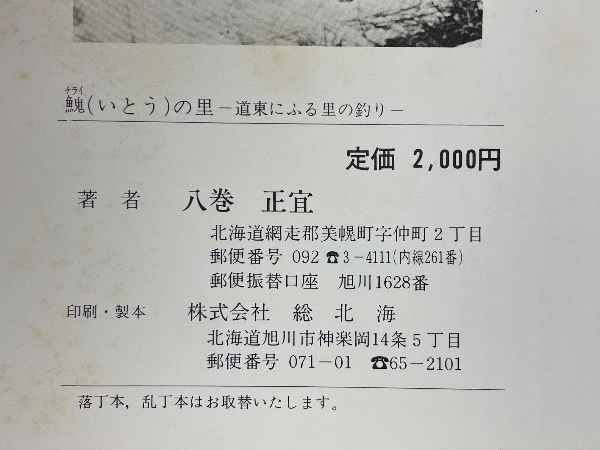 チライ
鬼(いとう)の里－道東にふる里の釣り－
定価 2,000円
著者 八巻 正宜
北海道網走郡美幌町字仲町2丁目
郵便番号 092 ☎3-4111(内線261番)
郵便振替口座 旭川1628番
印刷・製本 株式会社 総北海
北海道旭川市神楽岡14条5丁目
郵便番号 071-01 ☎65-2101
落丁本，乱丁本はお取替いたします。